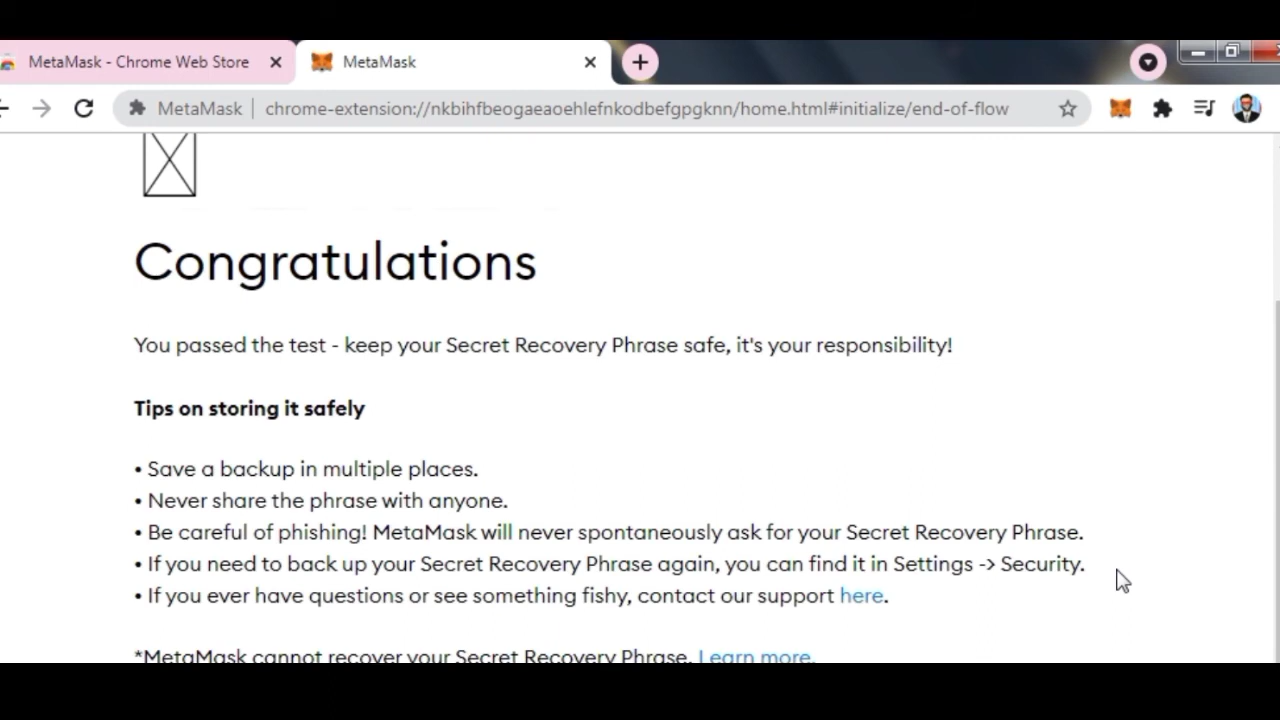 MetaMask - Chrome Web Store
MetaMask
MetaMask | chrome-extension://nkbihfbeogaeaoehlefnkodbefgpgknn/home.html#initialize/end-of-flow
Congratulations
You passed the test - keep your Secret Recovery Phrase safe, it's your responsibility!
Tips on storing it safely
• Save a backup in multiple places.
• Never share the phrase with anyone.
• Be careful of phishing! MetaMask will never spontaneously ask for your Secret Recovery Phrase.
• If you need to back up your Secret Recovery Phrase again, you can find it in Settings -> Security.
• If you ever have questions or see something fishy, contact our support here.
*MetaMask cannot recover your Secret Recovery Phrase. Learn more.